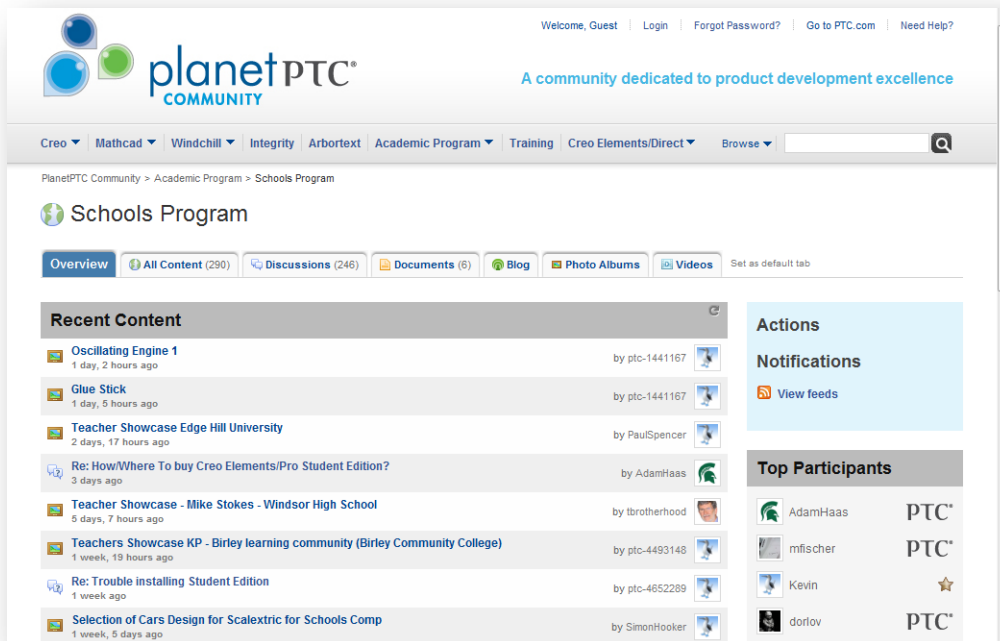 Welcome, Guest Login Forgot Password? Go to PTC.com Need Help?
planet PTC®
COMMUNITY
A community dedicated to product development excellence
Creo Mathcad Windchill Integrity Arbortext Academic Program Training Creo Elements/Direct Browse
PlanetPTC Community > Academic Program > Schools Program
Schools Program
Overview All Content (290) Discussions (246) Documents (6) Blog Photo Albums Videos Set as default tab
Recent Content
Oscillating Engine 1
1 day, 2 hours ago
by ptc-1441167
Glue Stick
1 day, 5 hours ago
by ptc-1441167
Teacher Showcase Edge Hill University
2 days, 17 hours ago
by PaulSpencer
Re: How/Where To buy Creo Elements/Pro Student Edition?
3 days ago
by AdamHaas
Teacher Showcase - Mike Stokes - Windsor High School
5 days, 7 hours ago
by tbrotherhood
Teachers Showcase KP - Birley learning community (Birley Community College)
1 week, 19 hours ago
by ptc-4493148
Re: Trouble installing Student Edition
1 week ago
by ptc-4652289
Selection of Cars Design for Scalextric for Schools Comp
1 week, 5 days ago
by SimonHooker
Actions
Notifications
View feeds
Top Participants
AdamHaas PTC®
mfischer PTC®
Kevin
dorlov PTC®